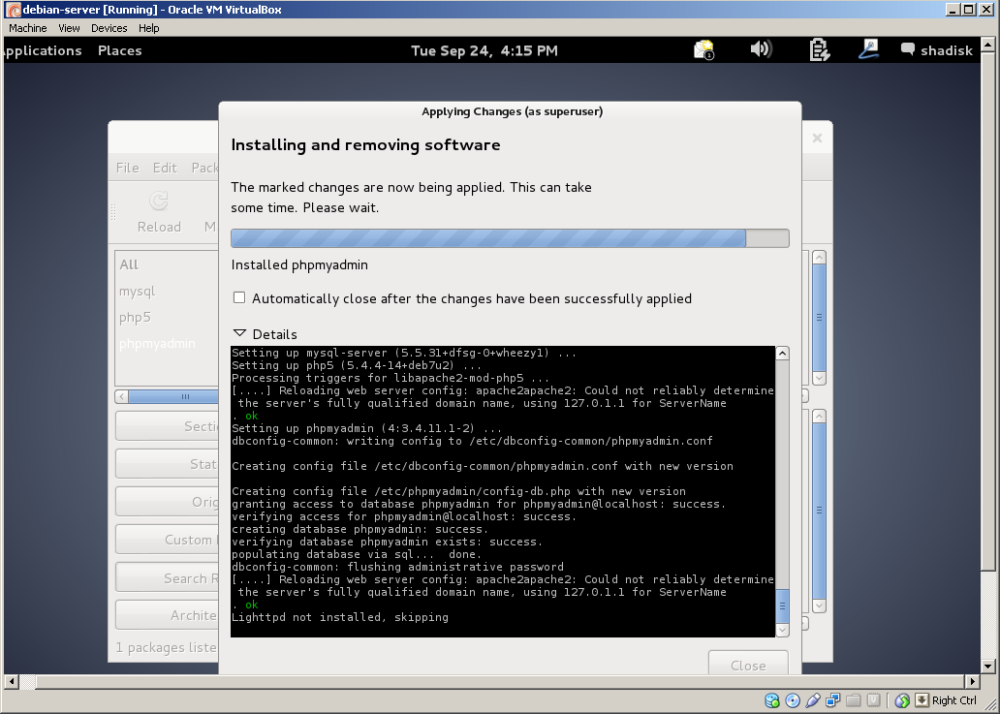 debian-server [Running] - Oracle VM VirtualBox
Machine View Devices Help
pplications Places Tue Sep 24, 4:15 PM 1 shadisk
Applying Changes (as superuser)
Installing and removing software
The marked changes are now being applied. This can take
some time. Please wait.
Installed phpmyadmin
Automatically close after the changes have been successfully applied
Details
Setting up mysql-server (5.5.31+dfsg-0+wheezy1) ...
Setting up php5 (5.4.4-14+deb7u2) ...
Processing triggers for libapache2-mod-php5 ...
[....] Reloading web server config: apache2apache2: Could not reliably determine
the server's fully qualified domain name, using 127.0.1.1 for ServerName
. ok
Setting up phpmyadmin (4:3.4.11.1-2) ...
dbconfig-common: writing config to /etc/dbconfig-common/phpmyadmin.conf
Creating config file /etc/dbconfig-common/phpmyadmin.conf with new version
Creating config file /etc/phpmyadmin/config-db.php with new version
granting access to database phpmyadmin for phpmyadmin@localhost: success.
verifying access for phpmyadmin@localhost: success.
creating database phpmyadmin: success.
verifying database phpmyadmin exists: success.
populating database via sql... done.
dbconfig-common: flushing administrative password
[....] Reloading web server config: apache2apache2: Could not reliably determine
the server's fully qualified domain name, using 127.0.1.1 for ServerName
. ok
Lighttpd not installed, skipping
Close
File Edit Pack
Reload M
All
mysql
php5
phpmyadmin
Secti
Stat
Orig
Custom
Search R
Archite
1 packages liste
Right Ctrl